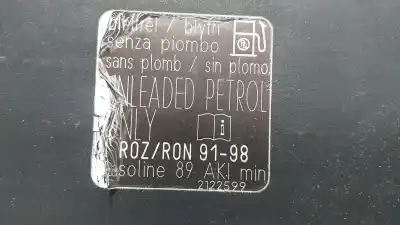 bleifrei / blyfri
senza piombo
sans plomb / sin plomo
UNLEADED PETROL
ONLY
ROZ/RON 91-98
gasoline 89 AKI min
2122599